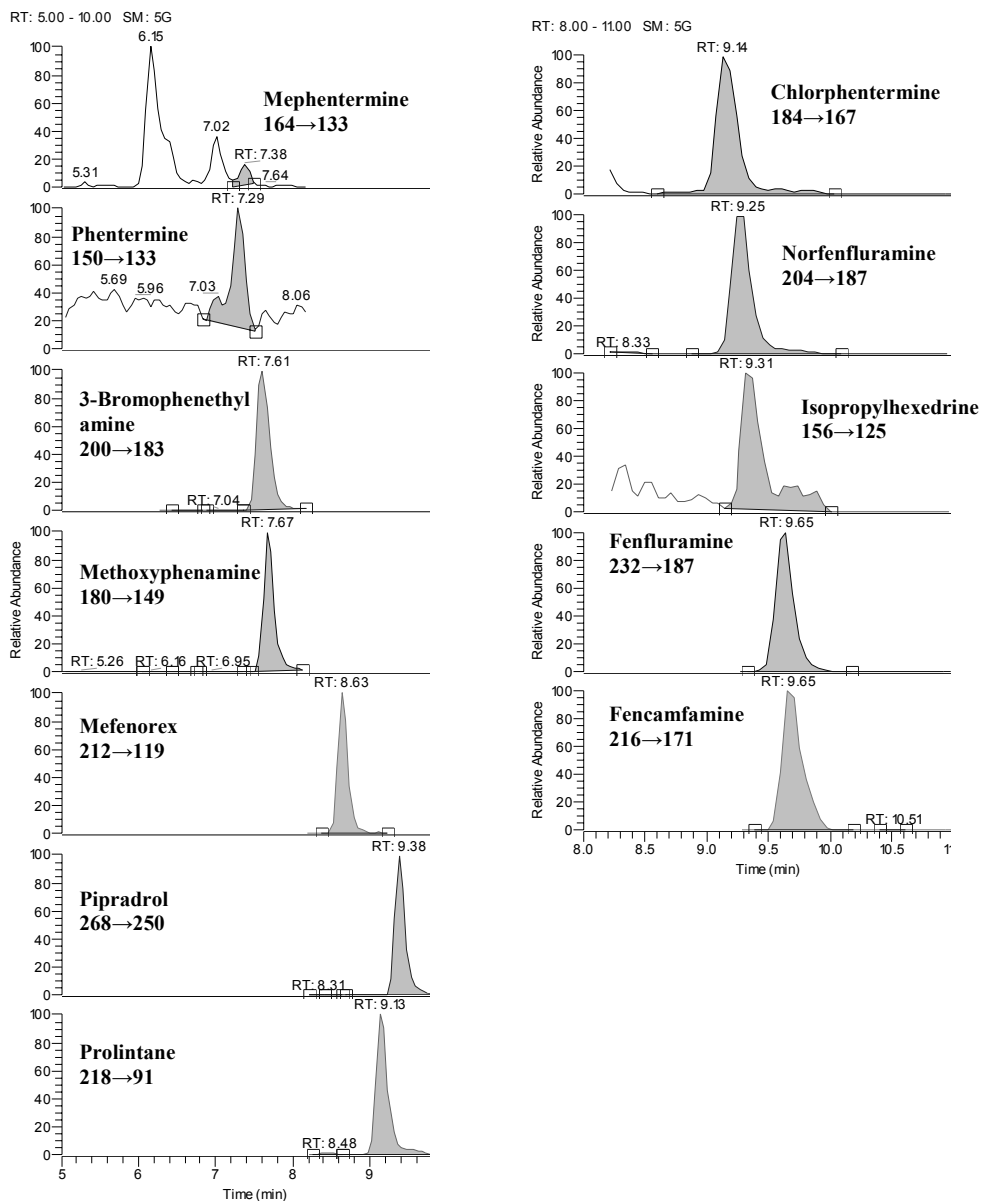 RT: 5.00 - 10.00 SM: 5G
6.15
100
80
60
40
20
0
Mephentermine
164→133
7.02
RT: 7.38
5.31
7.64
RT: 7.29
100
80
60
40
20
0
Phentermine
150→133
5.69
5.96
7.03
8.06
RT: 7.61
100
80
60
40
20
0
3-Bromophenethyl
amine
200→183
RT: 7.04
RT: 7.67
100
80
60
40
20
0
Relative Abundance
Methoxyphenamine
180→149
RT: 5.26
RT: 6.16
RT: 6.95
RT: 8.63
100
80
60
40
20
0
Mefenorex
212→119
RT: 9.38
100
80
60
40
20
0
Pipradrol
268→250
RT: 8.31
RT: 9.13
100
80
60
40
20
0
Prolintane
218→91
RT: 8.48
5 6 7 8 9
Time (min)
RT: 8.00 - 11.00 SM: 5G
RT: 9.14
100
80
60
40
20
0
Relative Abundance
Chlorphentermine
184→167
RT: 9.25
100
80
60
40
20
0
Relative Abundance
Norfenfluramine
204→187
RT: 8.33
RT: 9.31
100
80
60
40
20
0
Relative Abundance
Isopropylhexedrine
156→125
RT: 9.65
100
80
60
40
20
0
Relative Abundance
Fenfluramine
232→187
RT: 9.65
100
80
60
40
20
0
Relative Abundance
Fencamfamine
216→171
RT: 10.51
8.0 8.5 9.0 9.5 10.0 10.5
Time (min)